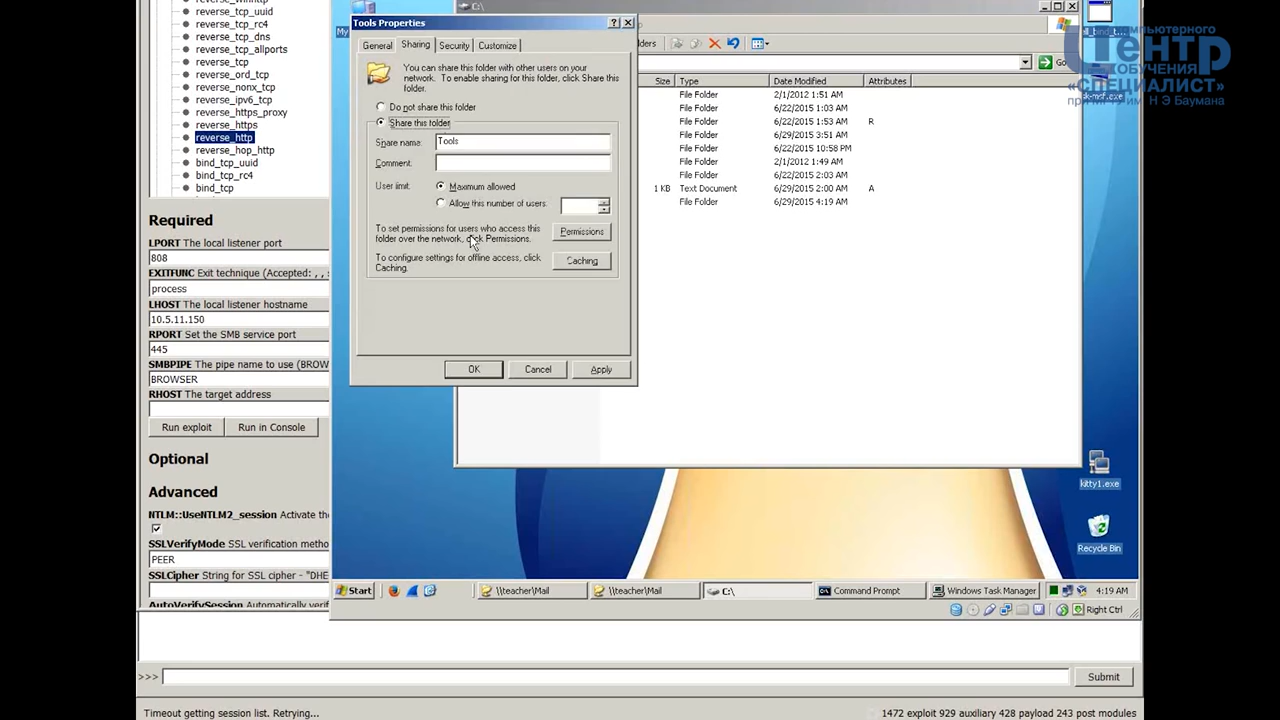 reverse_tcp_uuid
reverse_tcp_rc4
reverse_tcp_dns
reverse_tcp_allports
reverse_tcp
reverse_ord_tcp
reverse_nonx_tcp
reverse_ipv6_tcp
reverse_https_proxy
reverse_https
reverse_http
reverse_hop_http
bind_tcp_uuid
bind_tcp_rc4
bind_tcp
Required
LPORT The local listener port
808
EXITFUNC Exit technique (Accepted: , ,
process
LHOST The local listener hostname
10.5.11.150
RPORT Set the SMB service port
445
SMBPIPE The pipe name to use (BROW
BROWSER
RHOST The target address
Run exploit
Run in Console
Optional
Advanced
NTLM::UseNTLM2_session Activate the
SSLVerifyMode SSL verification metho
PEER
SSLCipher String for SSL cipher - "DHE
AutoVerifySession Automatically verif
My
C:\
Tools Properties
General
Sharing
Security
Customize
You can share this folder with other users on your
network. To enable sharing for this folder, click Share this
folder.
Do not share this folder
Share this folder
Share name:
Tools
Comment:
User limit:
Maximum allowed
Allow this number of users:
To set permissions for users who access this
folder over the network, click Permissions.
Permissions
To configure settings for offline access, click
Caching.
Caching
OK
Cancel
Apply
ders
Go
Size Type Date Modified Attributes
File Folder 2/1/2012 1:51 AM
File Folder 6/22/2015 1:03 AM
File Folder 6/22/2015 1:53 AM R
File Folder 6/29/2015 3:51 AM
File Folder 6/22/2015 10:58 PM
File Folder 2/1/2012 1:49 AM
File Folder 6/22/2015 2:03 AM
1 KB Text Document 6/29/2015 2:00 AM A
File Folder 6/29/2015 4:19 AM
компьютерного
Центр
обучения
«СПЕЦИАЛИСТ»
при МГТУ им. Н Э Баумана
kitty1.exe
Recycle Bin
Start
\\teacher\Mail
\\teacher\Mail
C:\
Command Prompt
Windows Task Manager
4:19 AM
Right Ctrl
>>>
Submit
Timeout getting session list. Retrying...
1472 exploit 929 auxiliary 428 payload 243 post modules